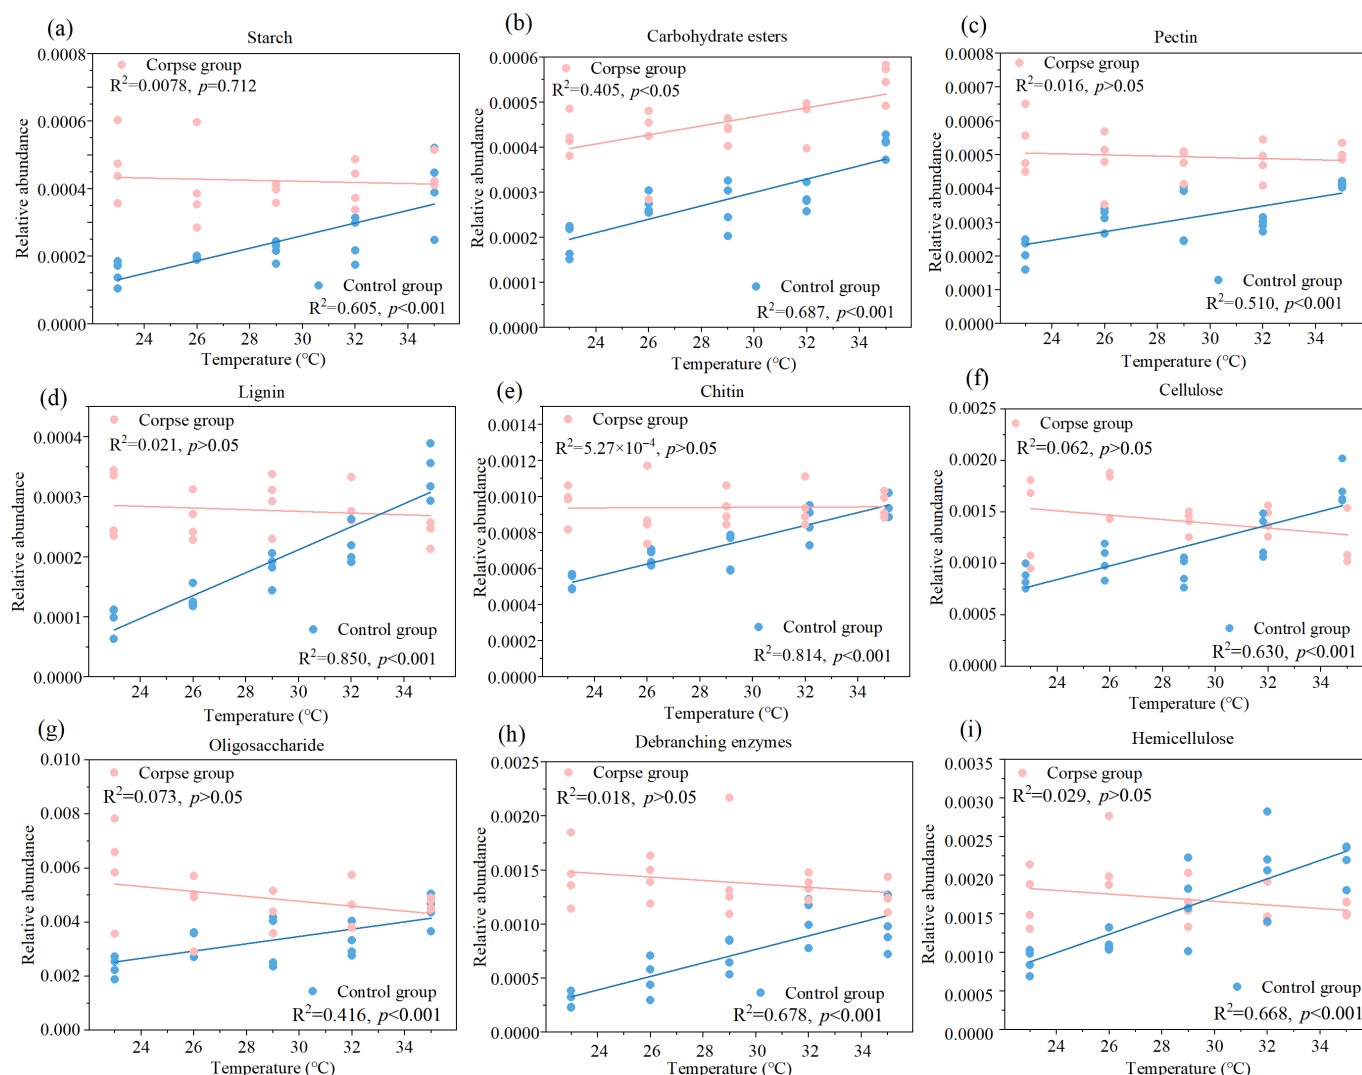 (a)
Starch
0.0008
0.0006
0.0004
0.0002
0.0000
Relative abundance
Corpse group
R²=0.0078, p=0.712
Control group
R²=0.605, p<0.001
24 26 28 30 32 34
Temperature (°C)
(b)
Carbohydrate esters
0.0006
0.0005
0.0004
0.0003
0.0002
0.0001
0.0000
Relative abundance
Corpse group
R²=0.405, p<0.05
Control group
R²=0.687, p<0.001
24 26 28 30 32 34
Temperature (°C)
(c)
Pectin
0.0008
0.0007
0.0006
0.0005
0.0004
0.0003
0.0002
0.0001
0.0000
Relative abundance
Corpse group
R²=0.016, p>0.05
Control group
R²=0.510, p<0.001
24 26 28 30 32 34
Temperature (°C)
(d)
Lignin
0.0004
0.0003
0.0002
0.0001
0.0000
Relative abundance
Corpse group
R²=0.021, p>0.05
Control group
R²=0.850, p<0.001
24 26 28 30 32 34
Temperature (°C)
(e)
Chitin
0.0014
0.0012
0.0010
0.0008
0.0006
0.0004
0.0002
0.0000
Relative abundance
Corpse group
R²=5.27×10⁻⁴, p>0.05
Control group
R²=0.814, p<0.001
24 26 28 30 32 34
Temperature (°C)
(f)
Cellulose
0.0025
0.0020
0.0015
0.0010
0.0005
0.0000
Relative abundance
Corpse group
R²=0.062, p>0.05
Control group
R²=0.630, p<0.001
24 26 28 30 32 34
Temperature (°C)
(g)
Oligosaccharide
0.010
0.008
0.006
0.004
0.002
0.000
Relative abundance
Corpse group
R²=0.073, p>0.05
Control group
R²=0.416, p<0.001
24 26 28 30 32 34
Temperature (°C)
(h)
Debranching enzymes
0.0025
0.0020
0.0015
0.0010
0.0005
0.0000
Relative abundance
Corpse group
R²=0.018, p>0.05
Control group
R²=0.678, p<0.001
24 26 28 30 32 34
Temperature (°C)
(i)
Hemicellulose
0.0035
0.0030
0.0025
0.0020
0.0015
0.0010
0.0005
0.0000
Relative abundance
Corpse group
R²=0.029, p>0.05
Control group
R²=0.668, p<0.001
24 26 28 30 32 34
Temperature (°C)